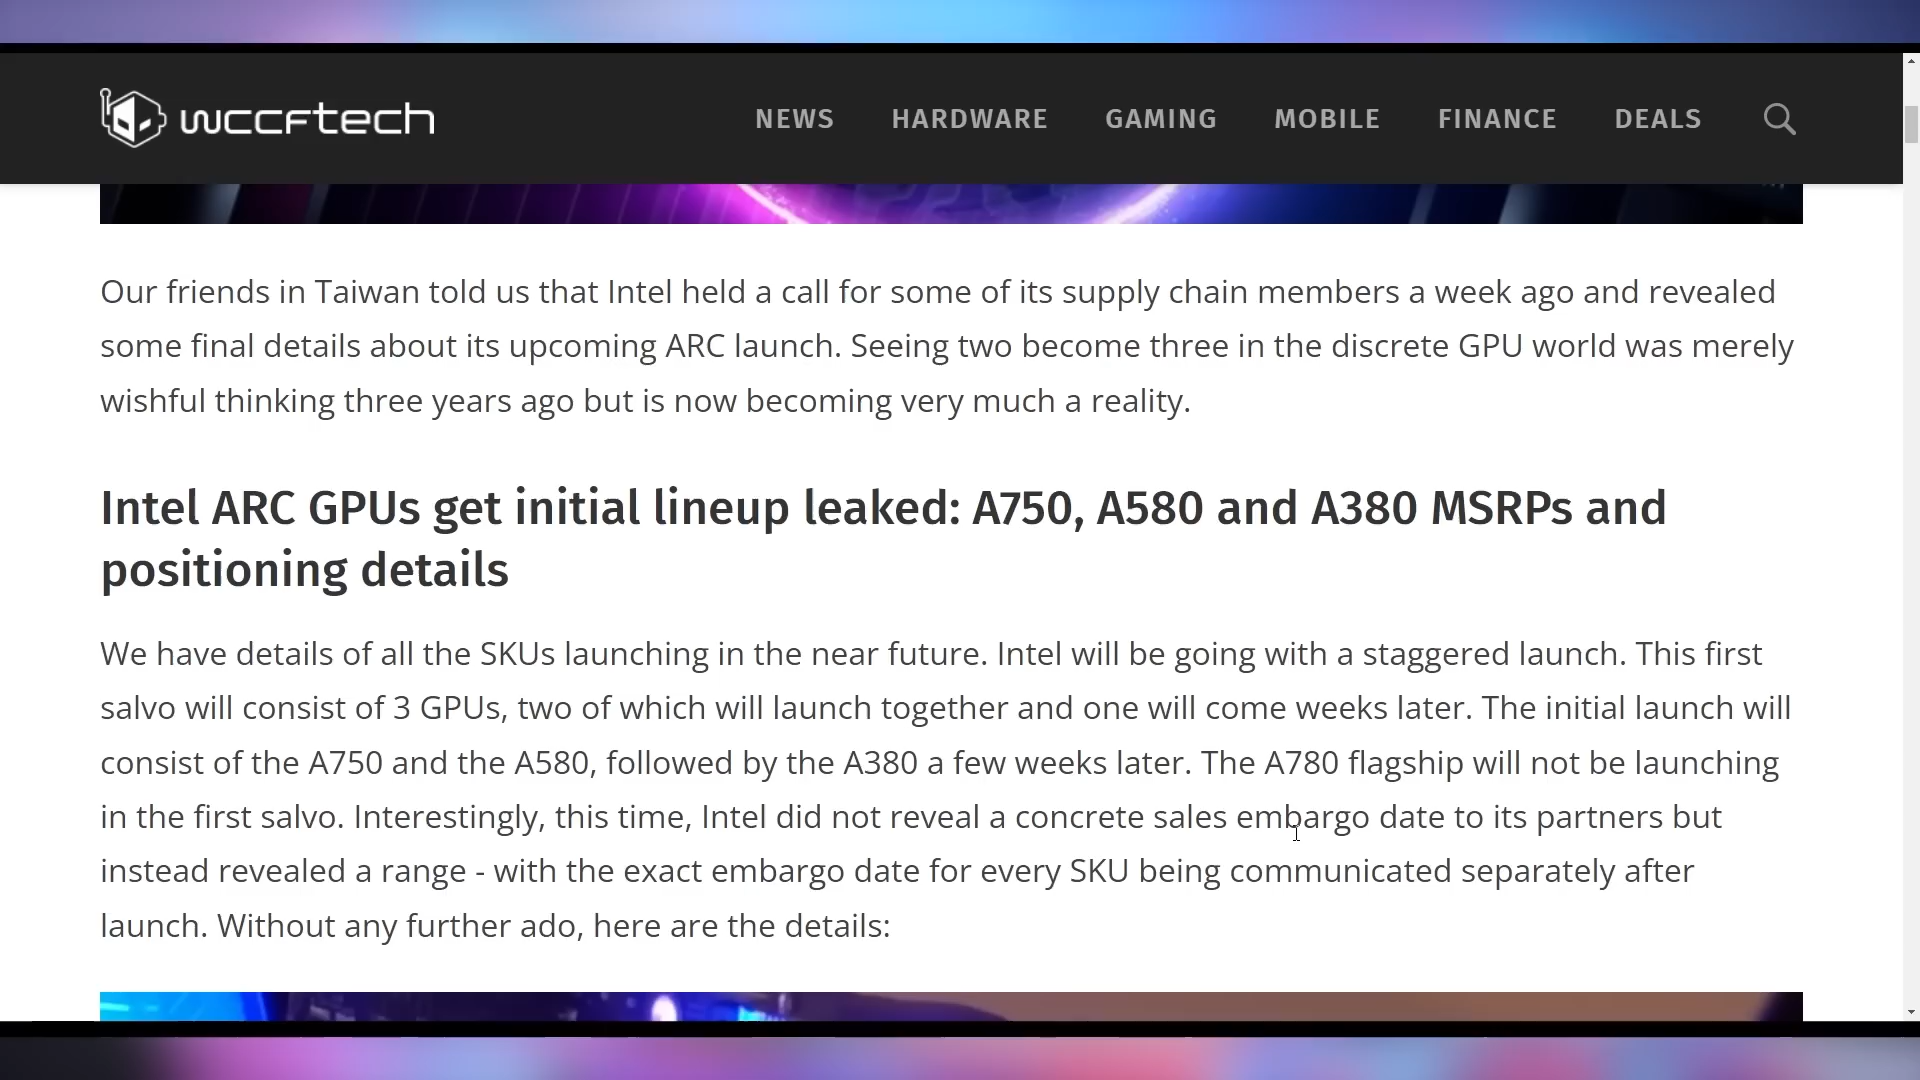 wccftech
NEWS HARDWARE GAMING MOBILE FINANCE DEALS
Our friends in Taiwan told us that Intel held a call for some of its supply chain members a week ago and revealed
some final details about its upcoming ARC launch. Seeing two become three in the discrete GPU world was merely
wishful thinking three years ago but is now becoming very much a reality.
Intel ARC GPUs get initial lineup leaked: A750, A580 and A380 MSRPs and
positioning details
We have details of all the SKUs launching in the near future. Intel will be going with a staggered launch. This first
salvo will consist of 3 GPUs, two of which will launch together and one will come weeks later. The initial launch will
consist of the A750 and the A580, followed by the A380 a few weeks later. The A780 flagship will not be launching
in the first salvo. Interestingly, this time, Intel did not reveal a concrete sales embargo date to its partners but
instead revealed a range - with the exact embargo date for every SKU being communicated separately after
launch. Without any further ado, here are the details: